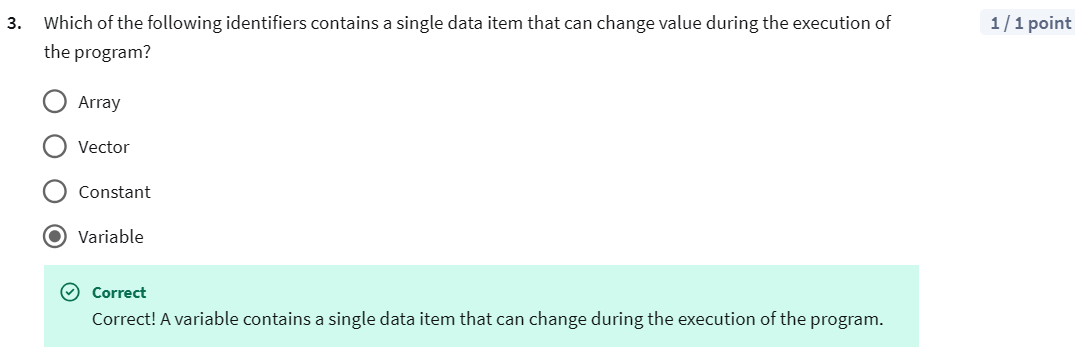 3. Which of the following identifiers contains a single data item that can change value during the execution of 1 / 1 point
the program?
Array
Vector
Constant
Variable
Correct
Correct! A variable contains a single data item that can change during the execution of the program.